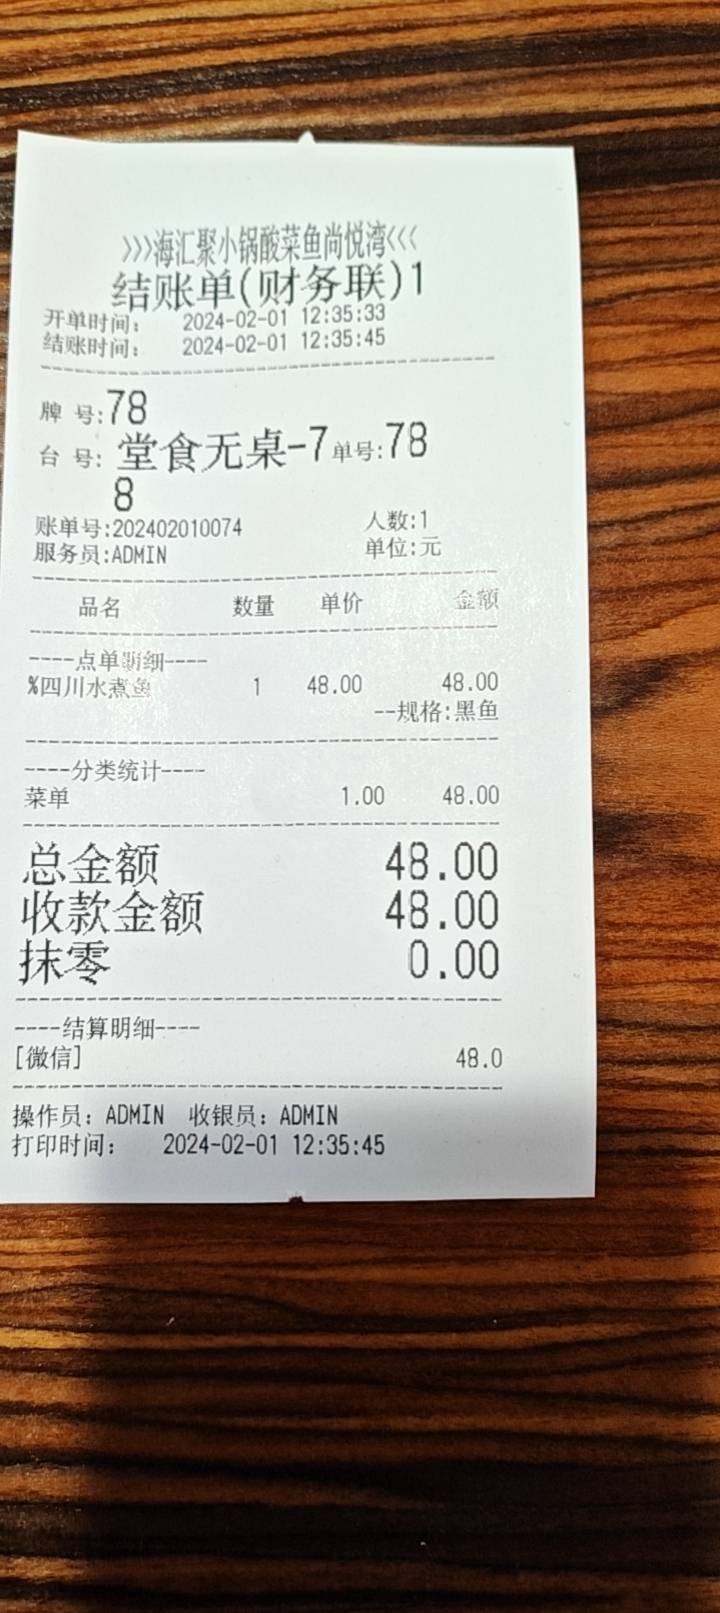 >>>海汇聚小锅酸菜鱼尚悦湾<<<
结账单(财务联)1
开单时间： 2024-02-01 12:35:33
结账时间： 2024-02-01 12:35:45
牌 号:78
台 号: 堂食无桌-7 单号:78
8
账单号:202402010074 人数:1
服务员:ADMIN 单位:元
品名 数量 单价 金额
----点单明细----
%四川水煮鱼 1 48.00 48.00
--规格:黑鱼
----分类统计----
菜单 1.00 48.00
总金额 48.00
收款金额 48.00
抹零 0.00
----结算明细----
[微信] 48.0
操作员：ADMIN 收银员：ADMIN
打印时间： 2024-02-01 12:35:45